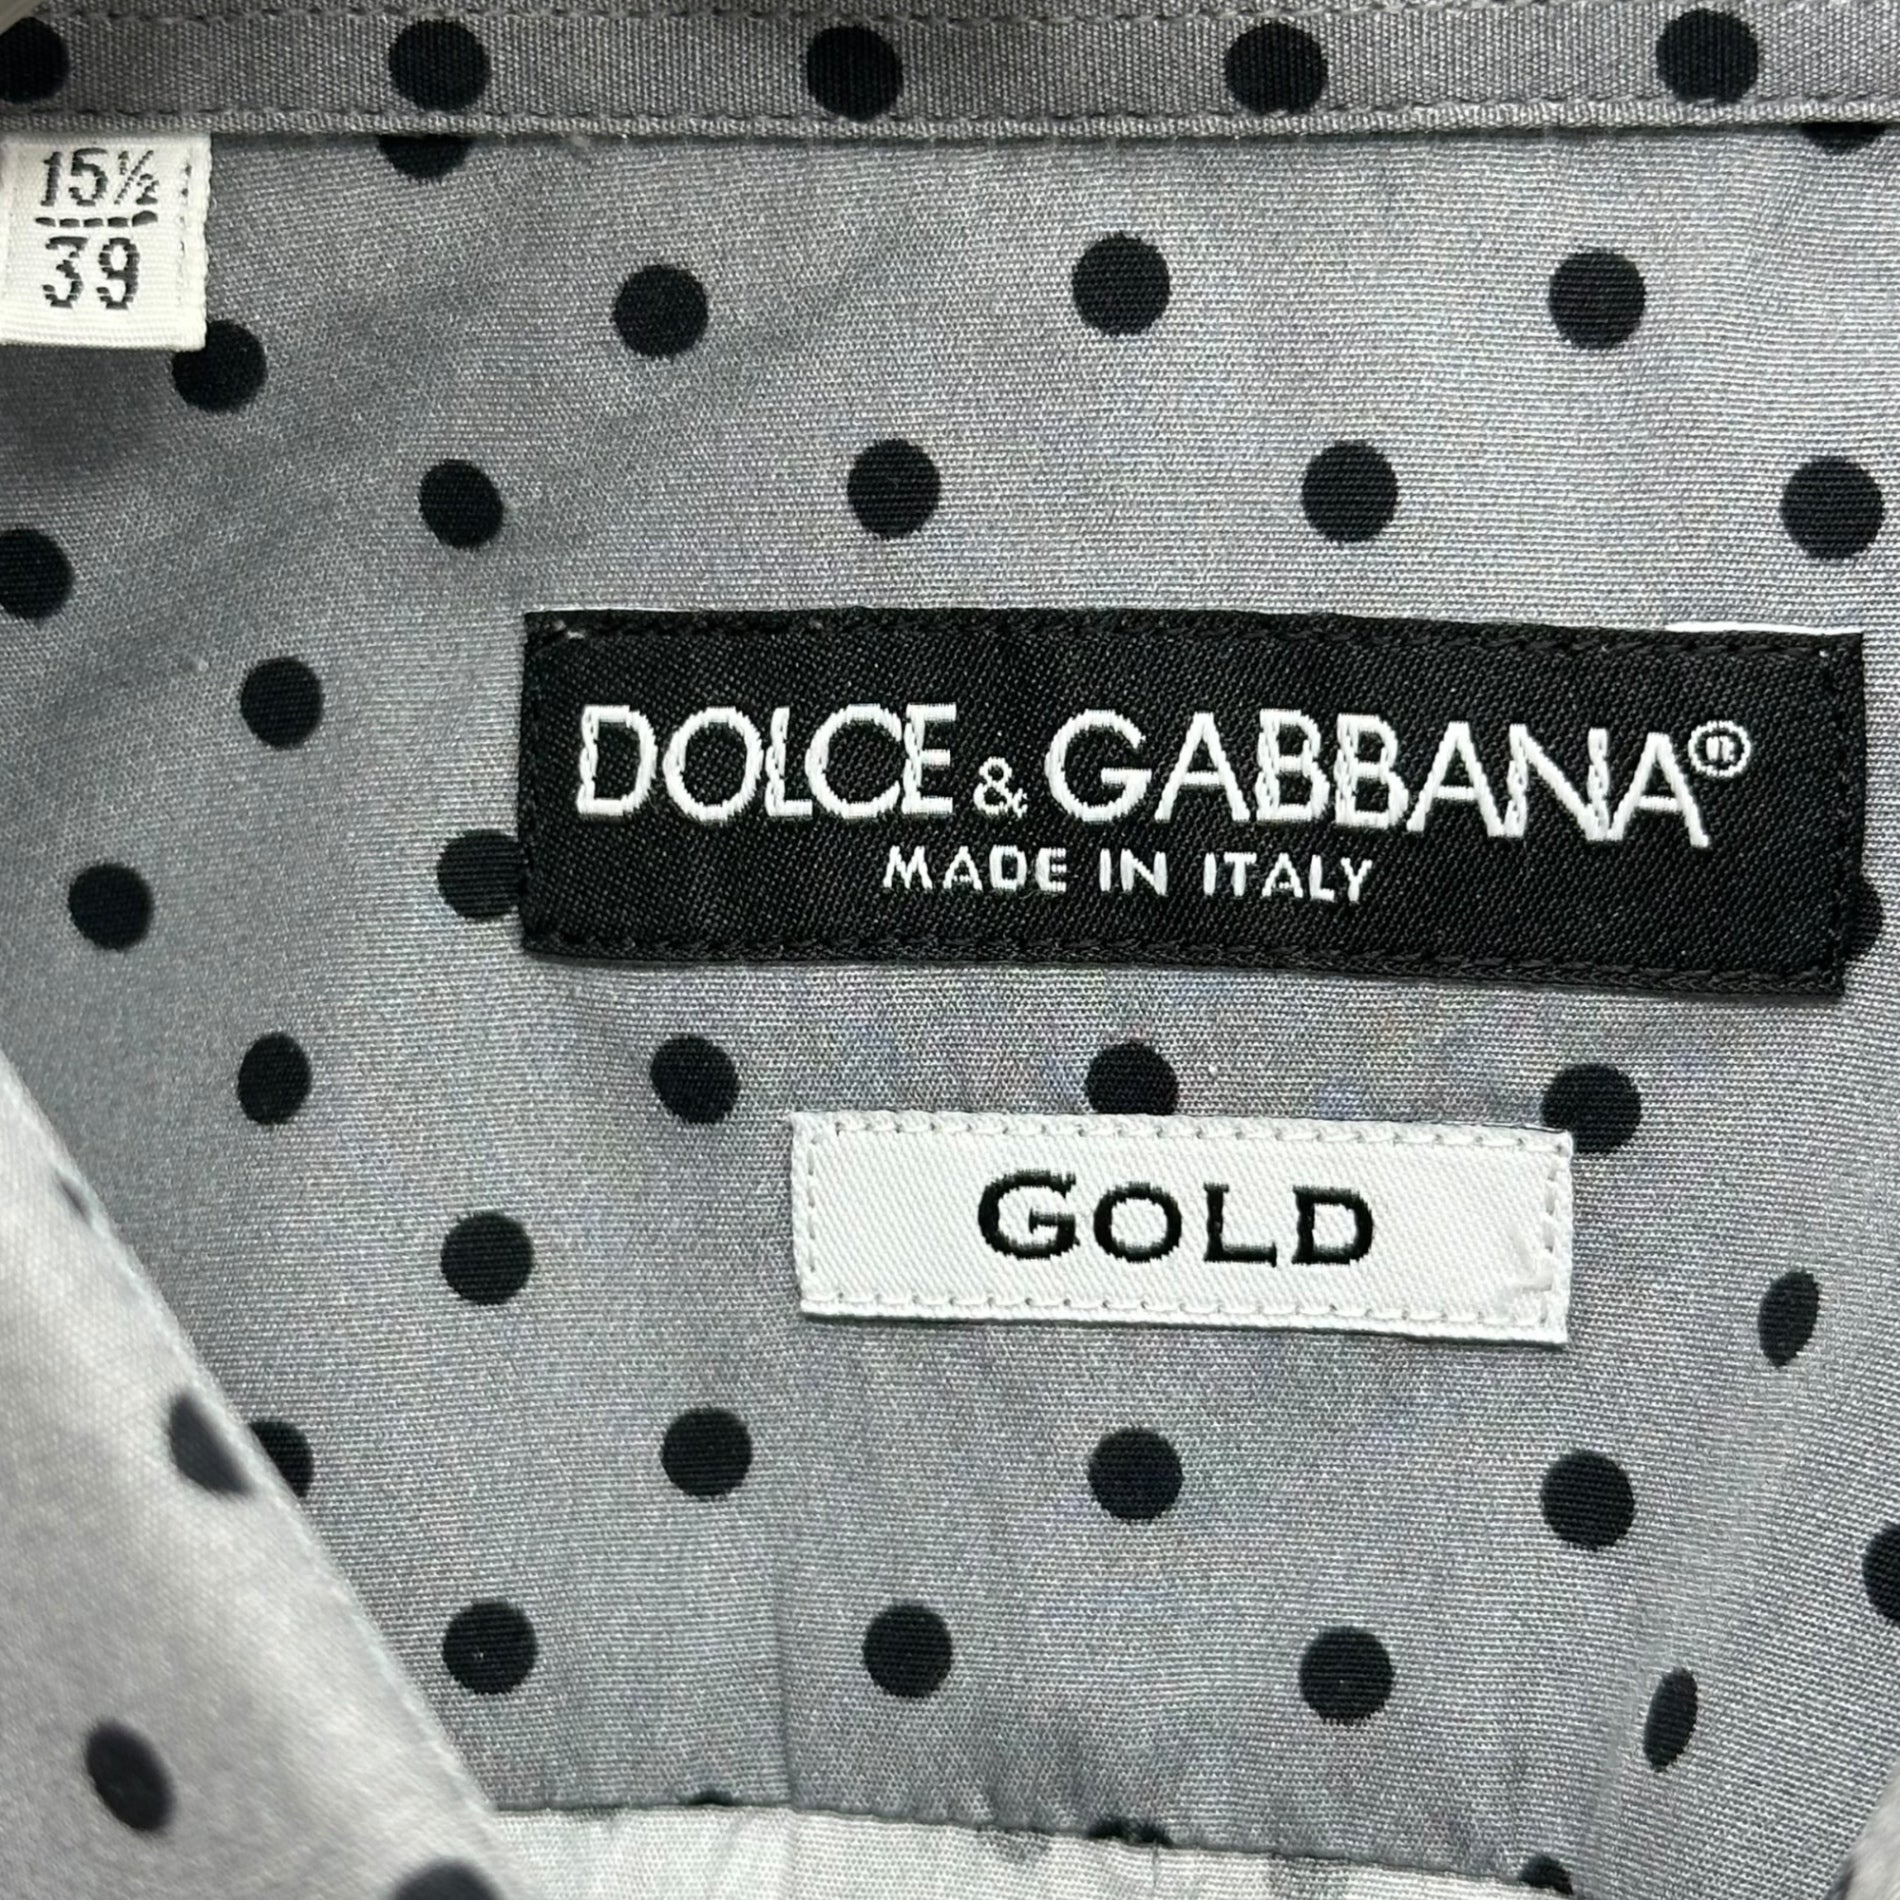 15½
39
DOLCE & GABBANA®
MADE IN ITALY
GOLD